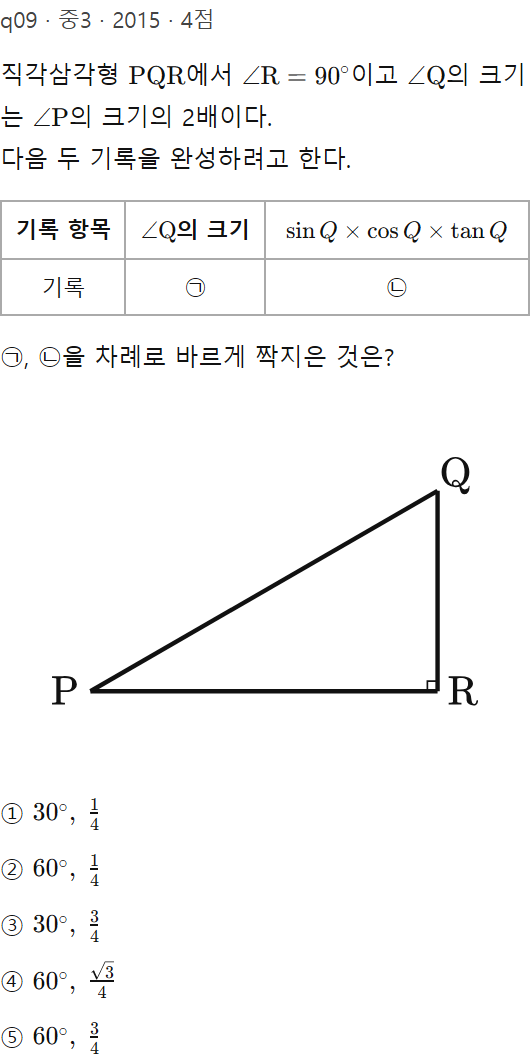 q09 · 중3 · 2015 · 4점
직각삼각형 PQR에서 ∠R = 90°이고 ∠Q의 크기
는 ∠P의 크기의 2배이다.
다음 두 기록을 완성하려고 한다.
기록 항목 ∠Q의 크기 sin Q × cos Q × tan Q
기록 ㉠ ㉡
㉠, ㉡을 차례로 바르게 짝지은 것은?
Q
P R
① 30°, 1/4
② 60°, 1/4
③ 30°, 3/4
④ 60°, √3/4
⑤ 60°, 3/4